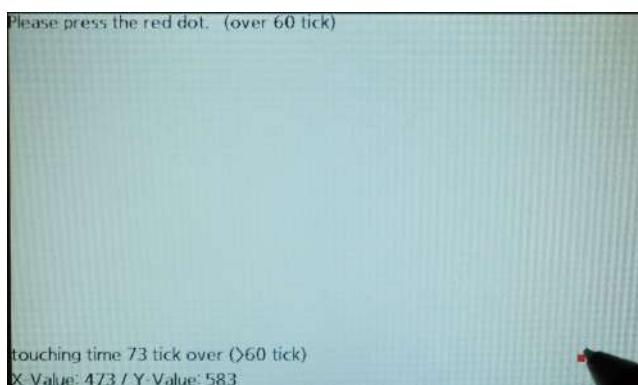 Please press the red dot. (over 60 tick)
touching time 73 tick over (>60 tick)
X-Value: 473 / Y-Value: 583